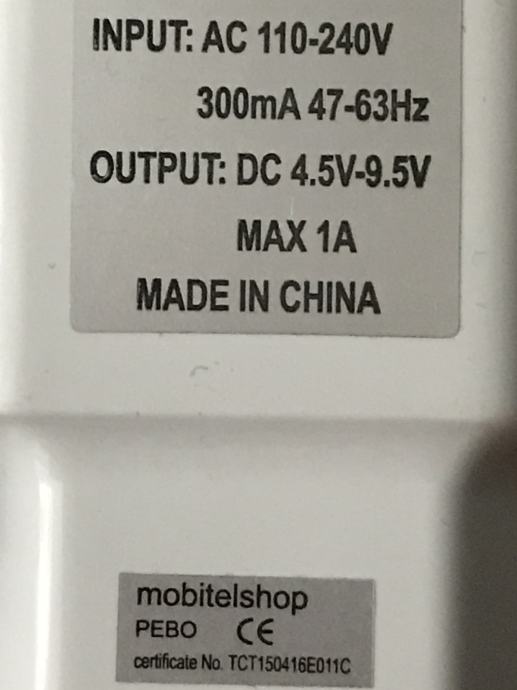 INPUT: AC 110-240V
300mA 47-63Hz
OUTPUT: DC 4.5V-9.5V
MAX 1A
MADE IN CHINA
mobitelshop
PEBO CE
certificate No. TCT150416E011C